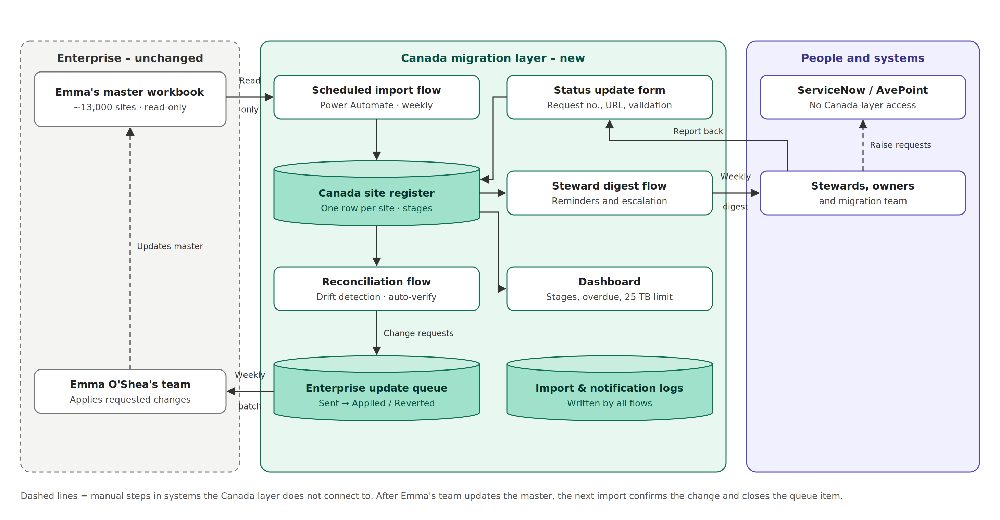 Enterprise – unchanged
Emma's master workbook
~13,000 sites · read-only
Updates master
Emma O'Shea's team
Applies requested changes
Read
only
Weekly
batch
Canada migration layer – new
Scheduled import flow
Power Automate · weekly
Status update form
Request no., URL, validation
Report back
Canada site register
One row per site · stages
Steward digest flow
Reminders and escalation
Weekly
digest
Reconciliation flow
Drift detection · auto-verify
Dashboard
Stages, overdue, 25 TB limit
Change requests
Enterprise update queue
Sent → Applied / Reverted
Import & notification logs
Written by all flows
People and systems
ServiceNow / AvePoint
No Canada-layer access
Raise requests
Stewards, owners
and migration team
Dashed lines = manual steps in systems the Canada layer does not connect to. After Emma's team updates the master, the next import confirms the change and closes the queue item.